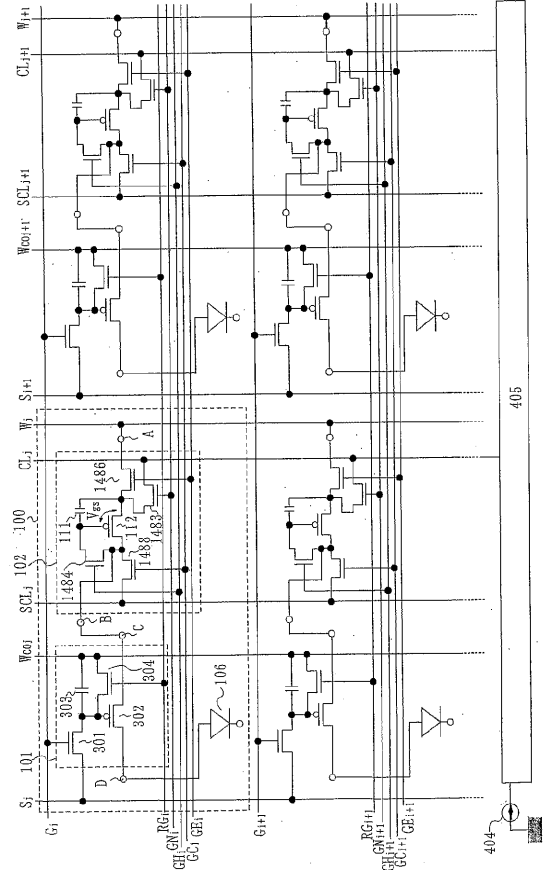 Wj+1
CLj+1
SCLj+1
Wcoj+1
Si+1
Wj
A
CLj
100
1486
111
Vgs
112
1483
102
1488
1484
SCLj
B
C
Wcoj
304
303
302
106
301
101
D
Sj
Gi
RGi
GNi
GHi
GCi
GEi
Gi+1
RGi+1
GNi+1
GHi+1
GCi+1
GEi+1
405
404